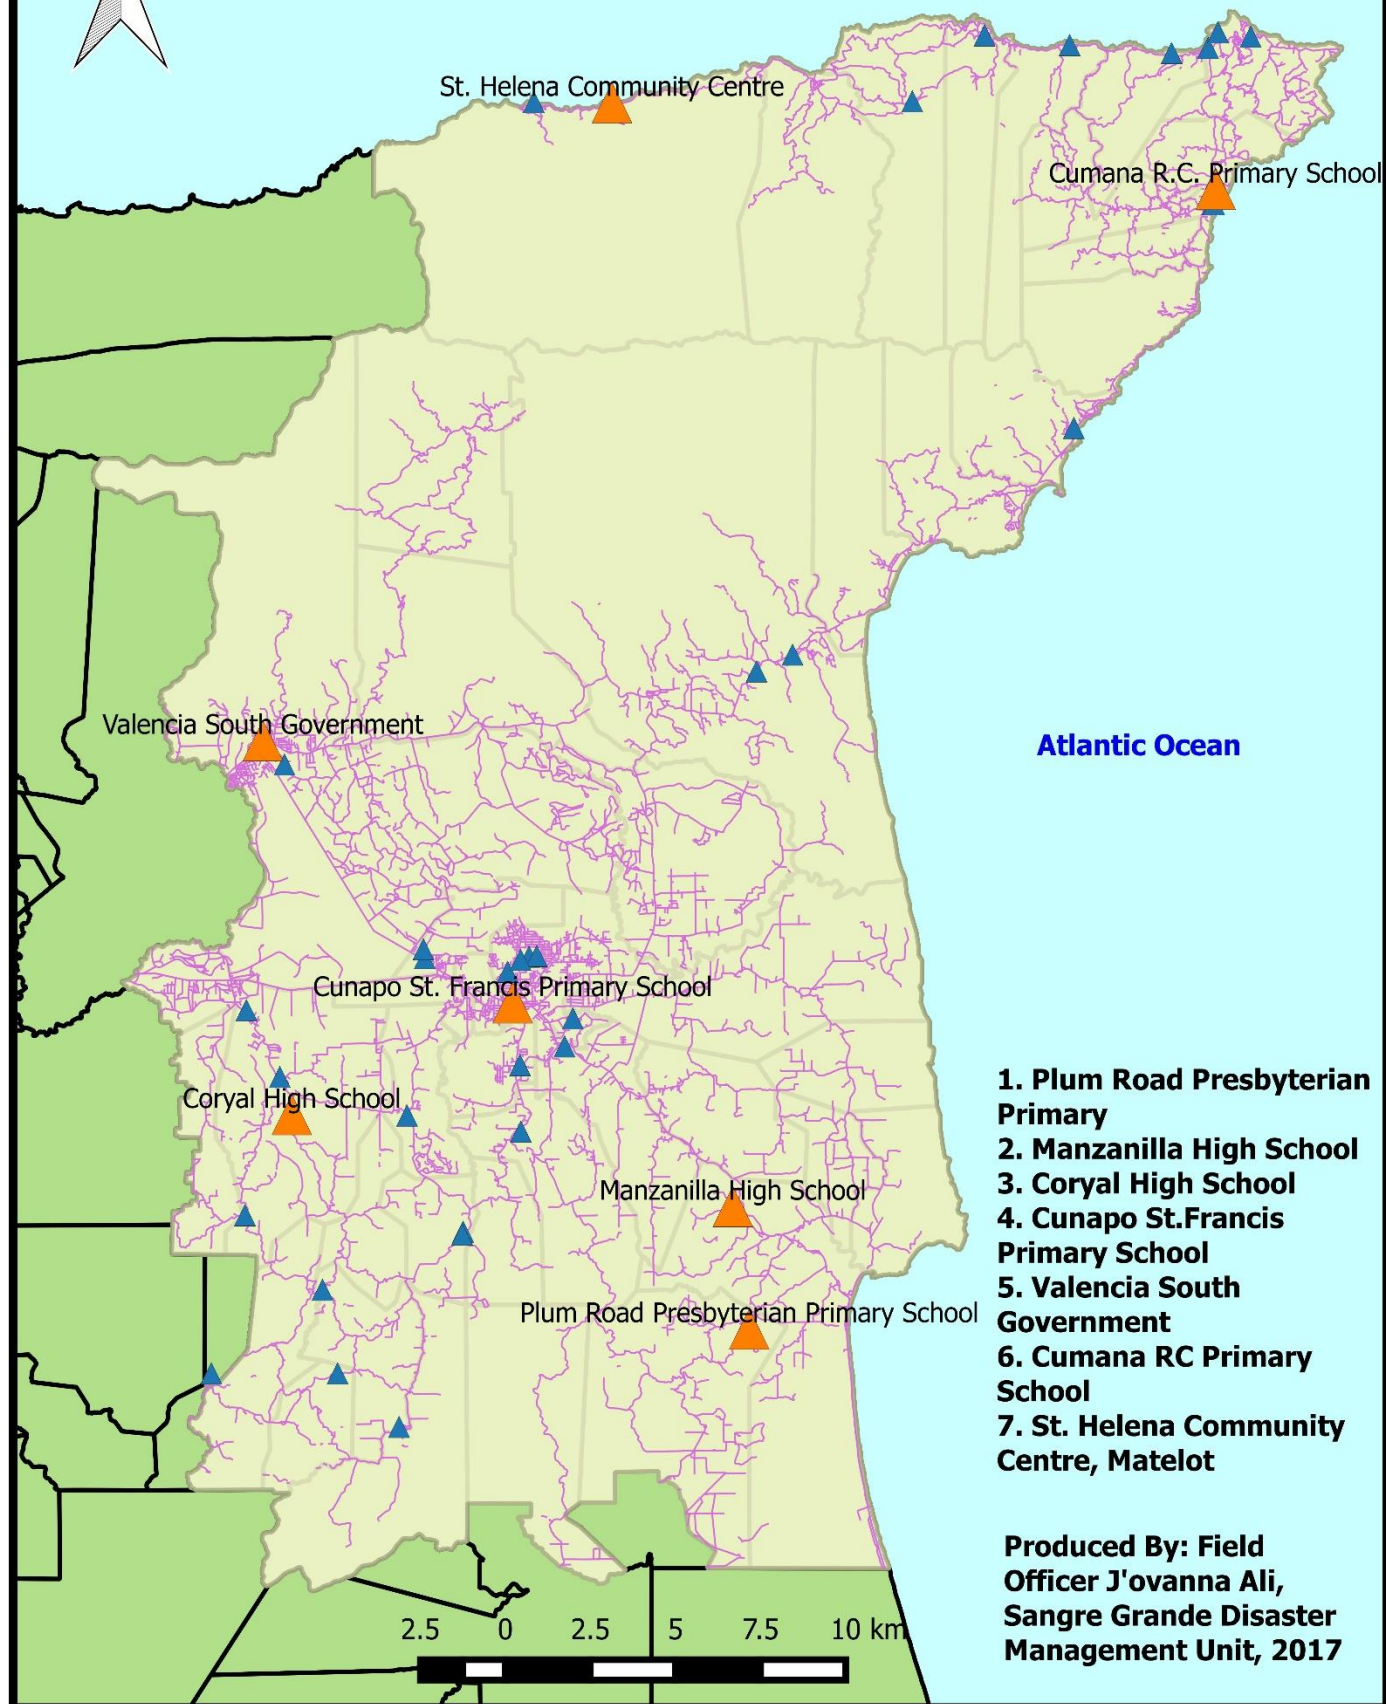 St. Helena Community Centre
Cumana R.C. Primary School
Valencia South Government
Atlantic Ocean
Cunapo St. Francis Primary School
Coryal High School
Manzanilla High School
Plum Road Presbyterian Primary School
1. Plum Road Presbyterian
Primary
2. Manzanilla High School
3. Coryal High School
4. Cunapo St.Francis
Primary School
5. Valencia South
Government
6. Cumana RC Primary
School
7. St. Helena Community
Centre, Matelot
Produced By: Field
Officer J'ovanna Ali,
Sangre Grande Disaster
Management Unit, 2017
2.5 0 2.5 5 7.5 10 km